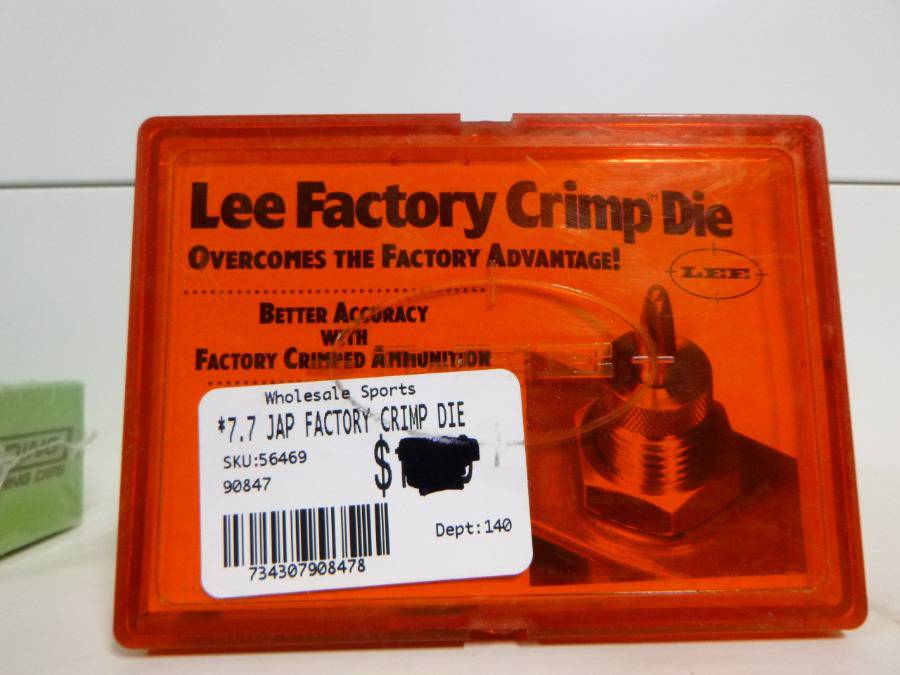 Lee Factory Crimp™ Die
OVERCOMES THE FACTORY ADVANTAGE!
LEE
BETTER ACCURACY
WITH
FACTORY CRIMPED AMMUNITION
Wholesale Sports
*7.7 JAP FACTORY CRIMP DIE
SKU:56469
$
90847
Dept:140
734307908478